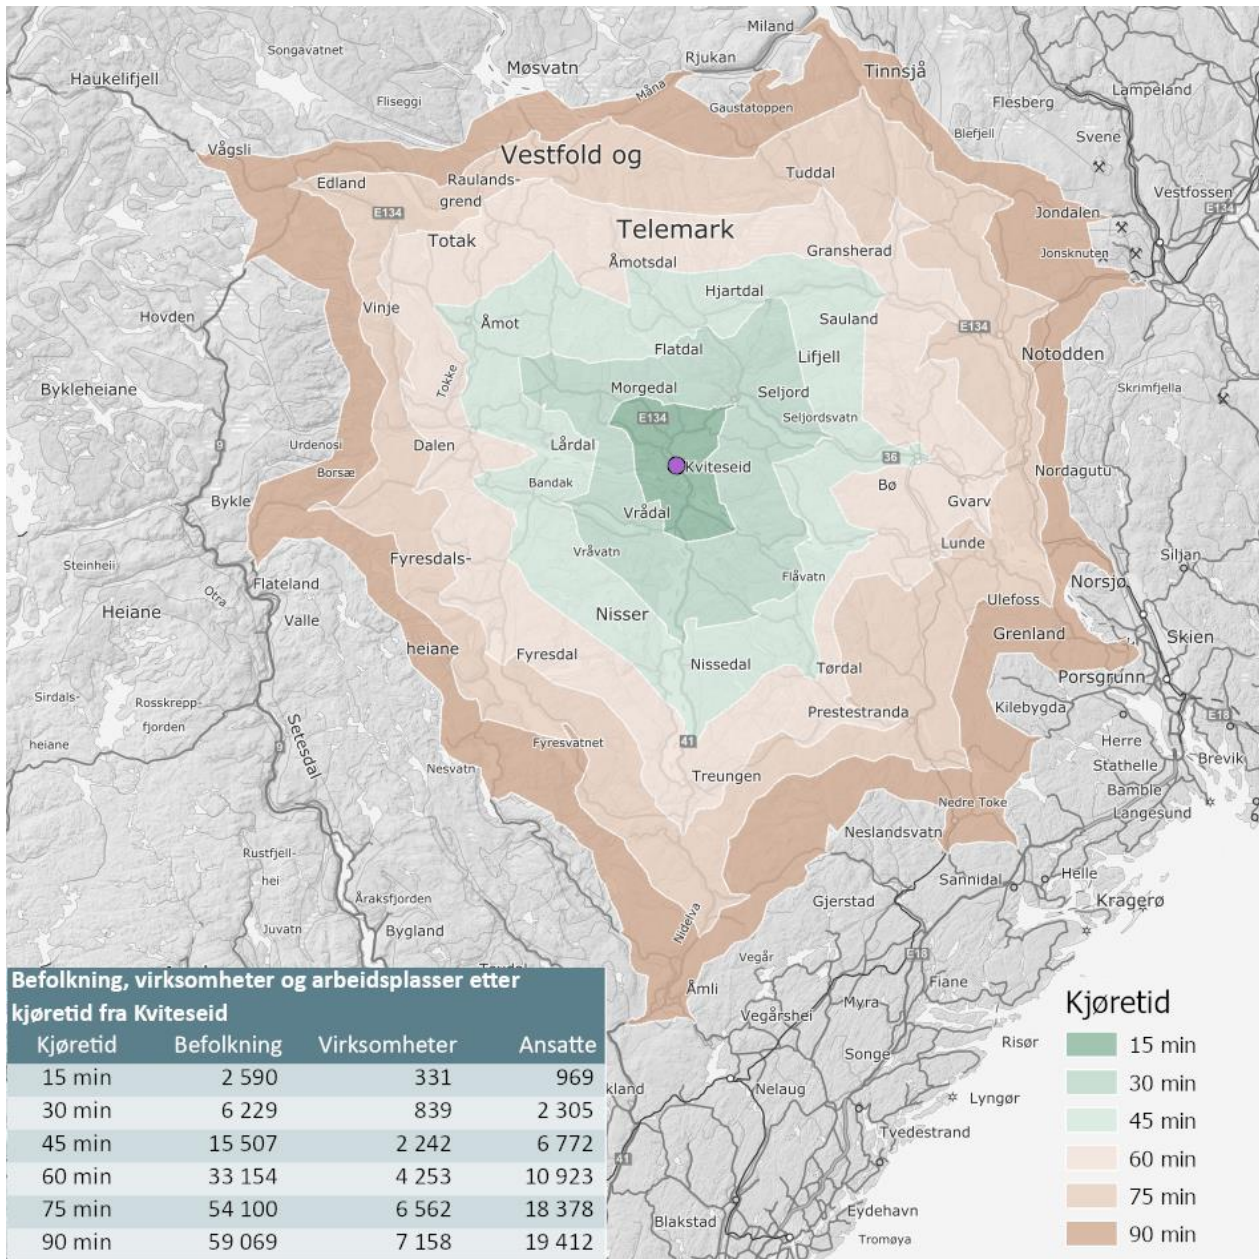 Miland
Songavatnet
Rjukan
Haukelifjell
Møsvatn
Tinnsjå
Måna
Lampeland
Fliseggi
Gaustatoppen
Flesberg
Blefjell
Svene
Vågsli
Vestfold og
Edland
Raulands-
grend
Tuddal
Vestfossen
E134
E134
Jondalen
Telemark
Totak
Gransherad
Jonsknuten
Åmotsdal
Hjartdal
Vinje
Hovden
Åmot
Sauland
E134
Flatdal
Lifjell
Notodden
Bykleheiane
Tokke
Morgedal
Seljord
Skrimfjella
E134
Seljordsvatn
9
Urdenosi
Dalen
Lårdal
36
Borsæ
Kviteseid
Nordagutu
Bandak
Bø
Gvarv
Bykle
Vrådal
Steinheii
Fyresdals-
Vråvatn
Lunde
Siljan
Flateland
Flåvatn
Norsjø
Otra
Heiane
Valle
Nisser
Ulefoss
Grenland
Skien
heiane
Fyresdal
Nissedal
Tørdal
Porsgrunn
Sirdals-
Rosskrepp-
fjorden
Kilebygda
Prestestranda
E18
heiane
Setesdal
9
Fyresvatnet
41
Herre
Stathelle
Brevik
Nesvatn
Treungen
Bamble
Nedre Toke
Langesund
Neslandsvatn
Rustfjell-
hei
Sannidal
Helle
Åraksfjorden
Gjerstad
Kragerø
Juvatn
Bygland
Nidelva
Vegår
E18
Fiane
Åmli
Myra
Vegårshei
Risør
Songe
Nelaug
Lyngør
Tvedestrand
41
Eydehavn
Blakstad
Tromøya
kland
Befolkning, virksomheter og arbeidsplasser etter
kjøretid fra Kviteseid
Kjøretid Befolkning Virksomheter Ansatte
15 min 2 590 331 969
30 min 6 229 839 2 305
45 min 15 507 2 242 6 772
60 min 33 154 4 253 10 923
75 min 54 100 6 562 18 378
90 min 59 069 7 158 19 412
Kjøretid
15 min
30 min
45 min
60 min
75 min
90 min